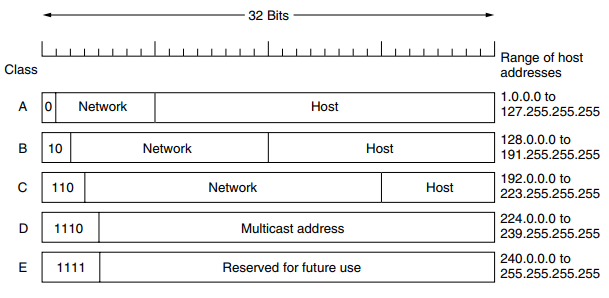 32 Bits
Class
Range of host
addresses
A 0 Network Host 1.0.0.0 to
127.255.255.255
B 10 Network Host 128.0.0.0 to
191.255.255.255
C 110 Network Host 192.0.0.0 to
223.255.255.255
D 1110 Multicast address 224.0.0.0 to
239.255.255.255
E 1111 Reserved for future use 240.0.0.0 to
255.255.255.255